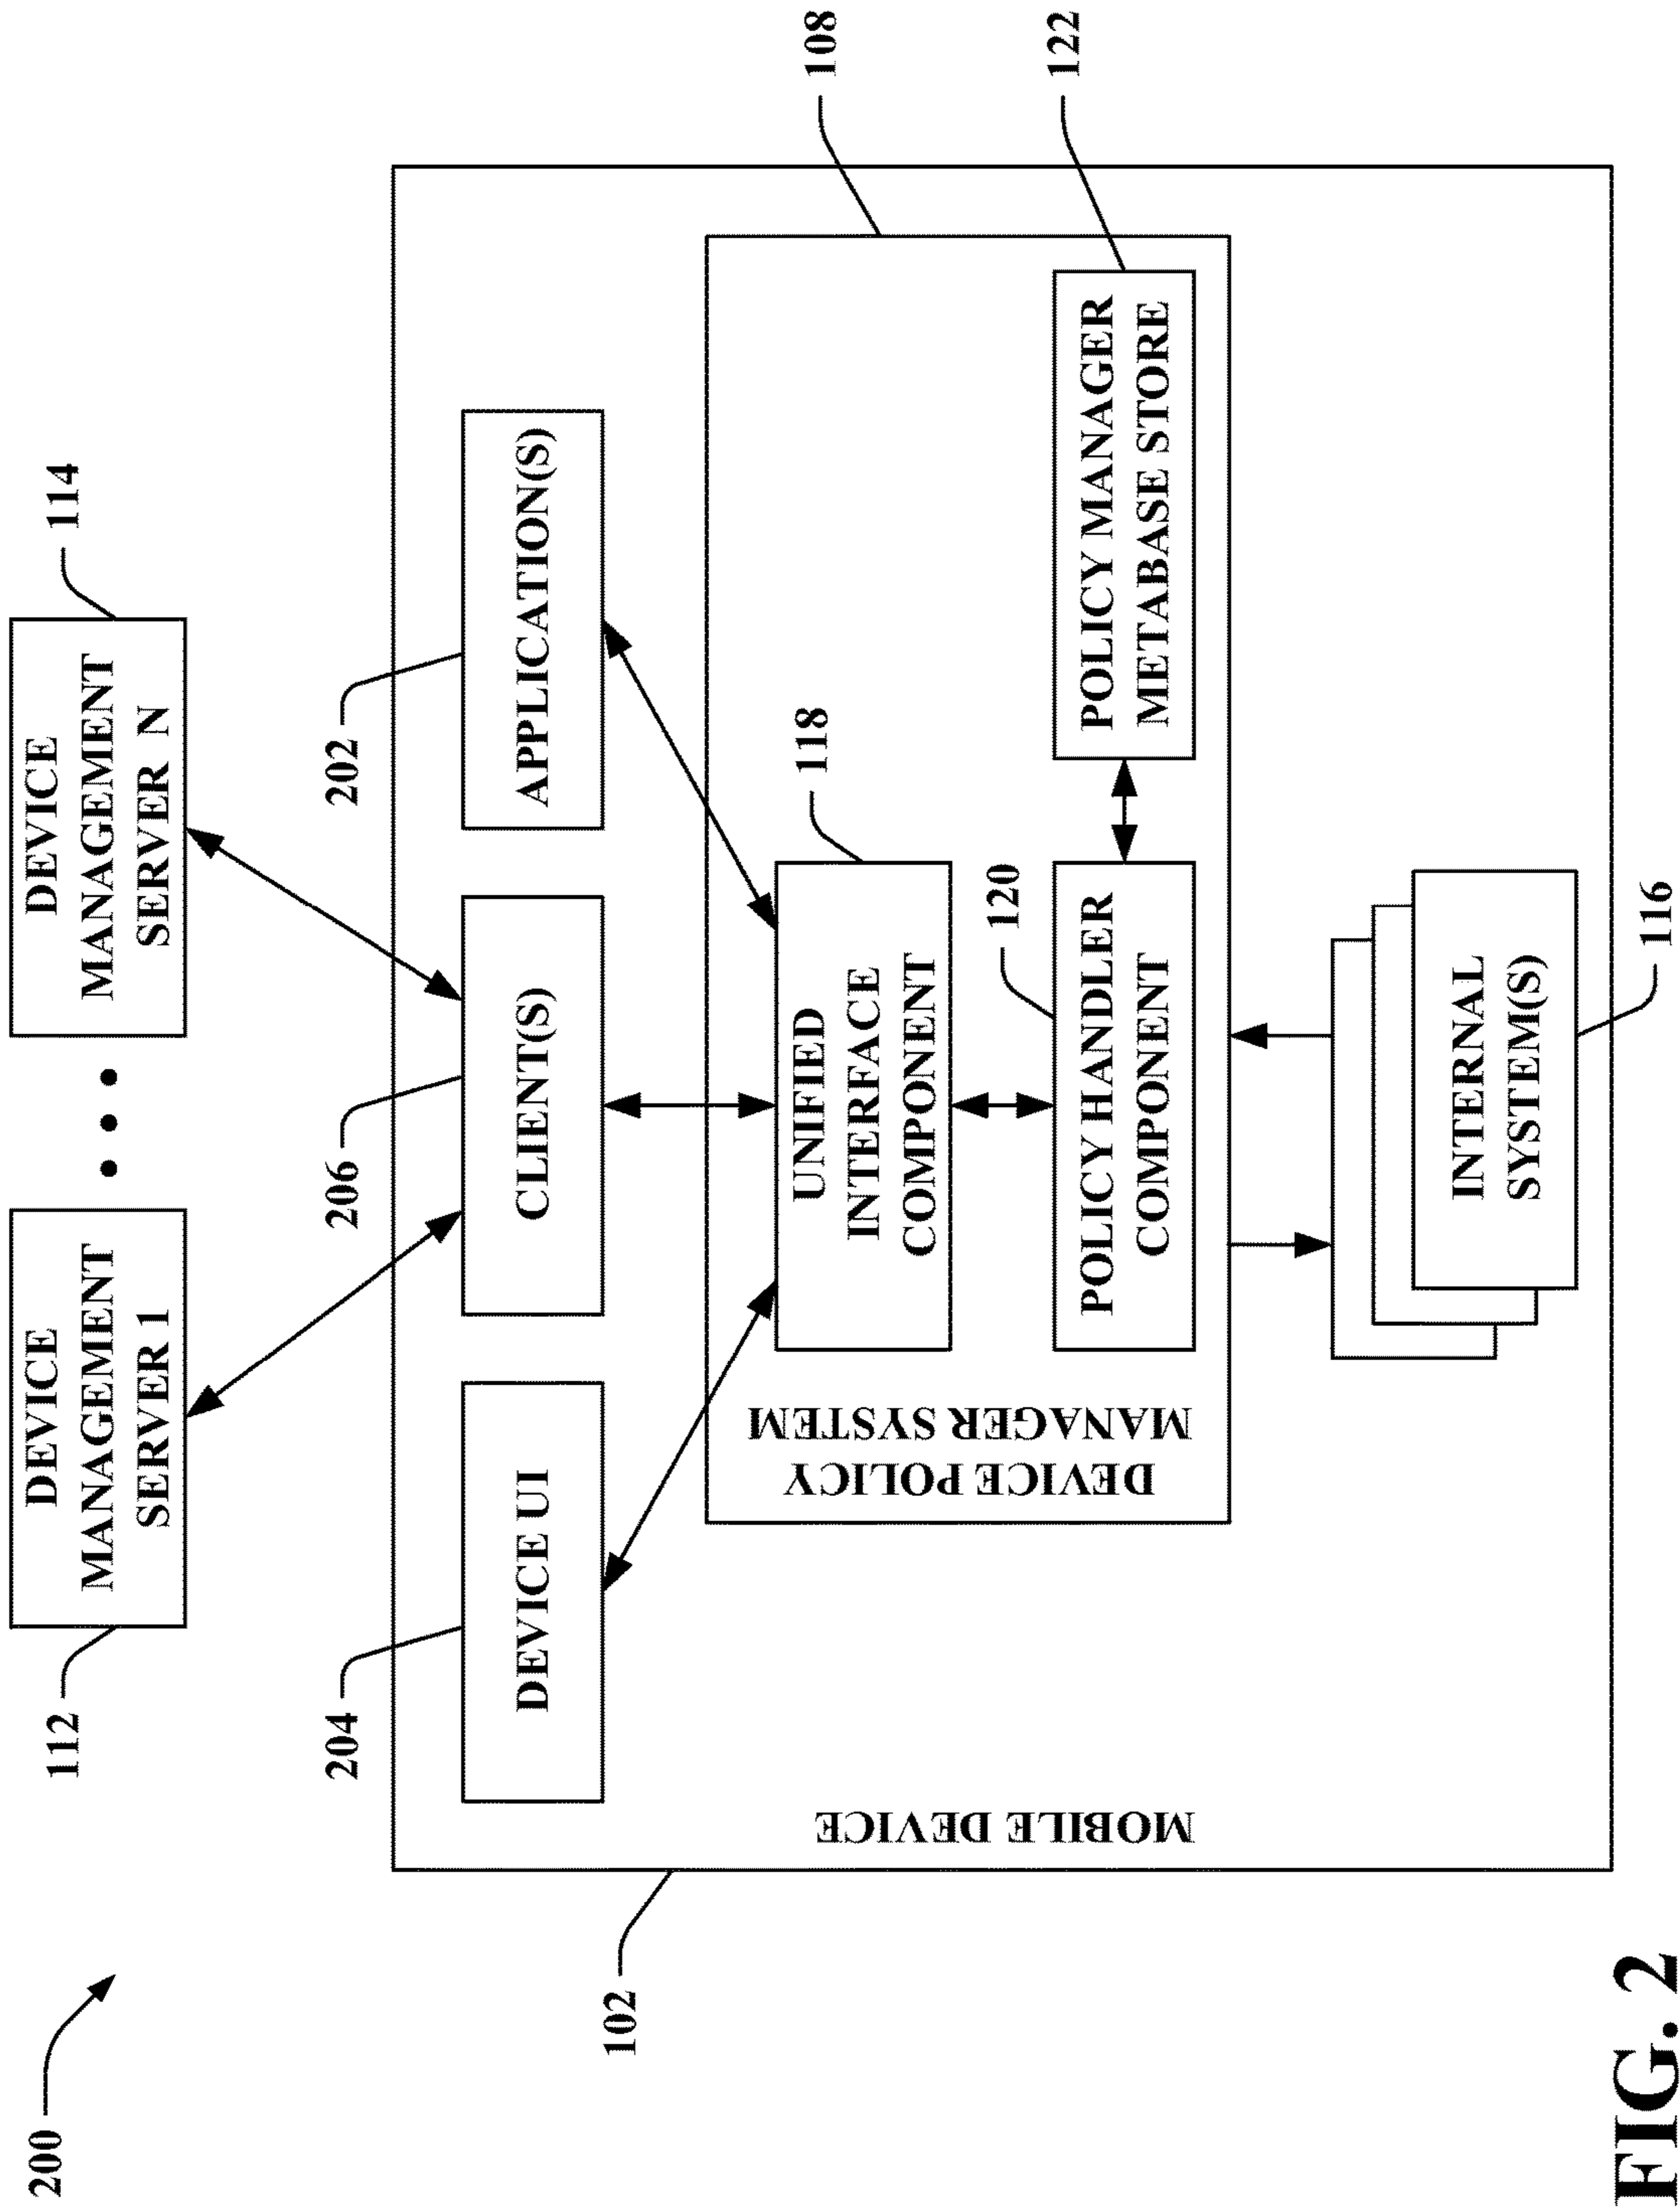 200
112
DEVICE
MANAGEMENT
SERVER 1
DEVICE
MANAGEMENT
SERVER N
114
204
206
202
102
MOBILE DEVICE
DEVICE UI
CLIENT(S)
APPLICATION(S)
108
DEVICE POLICY
MANAGER SYSTEM
UNIFIED
INTERFACE
COMPONENT
118
120
POLICY HANDLER
COMPONENT
POLICY MANAGER
METABASE STORE
122
INTERNAL
SYSTEM(S)
116
FIG. 2